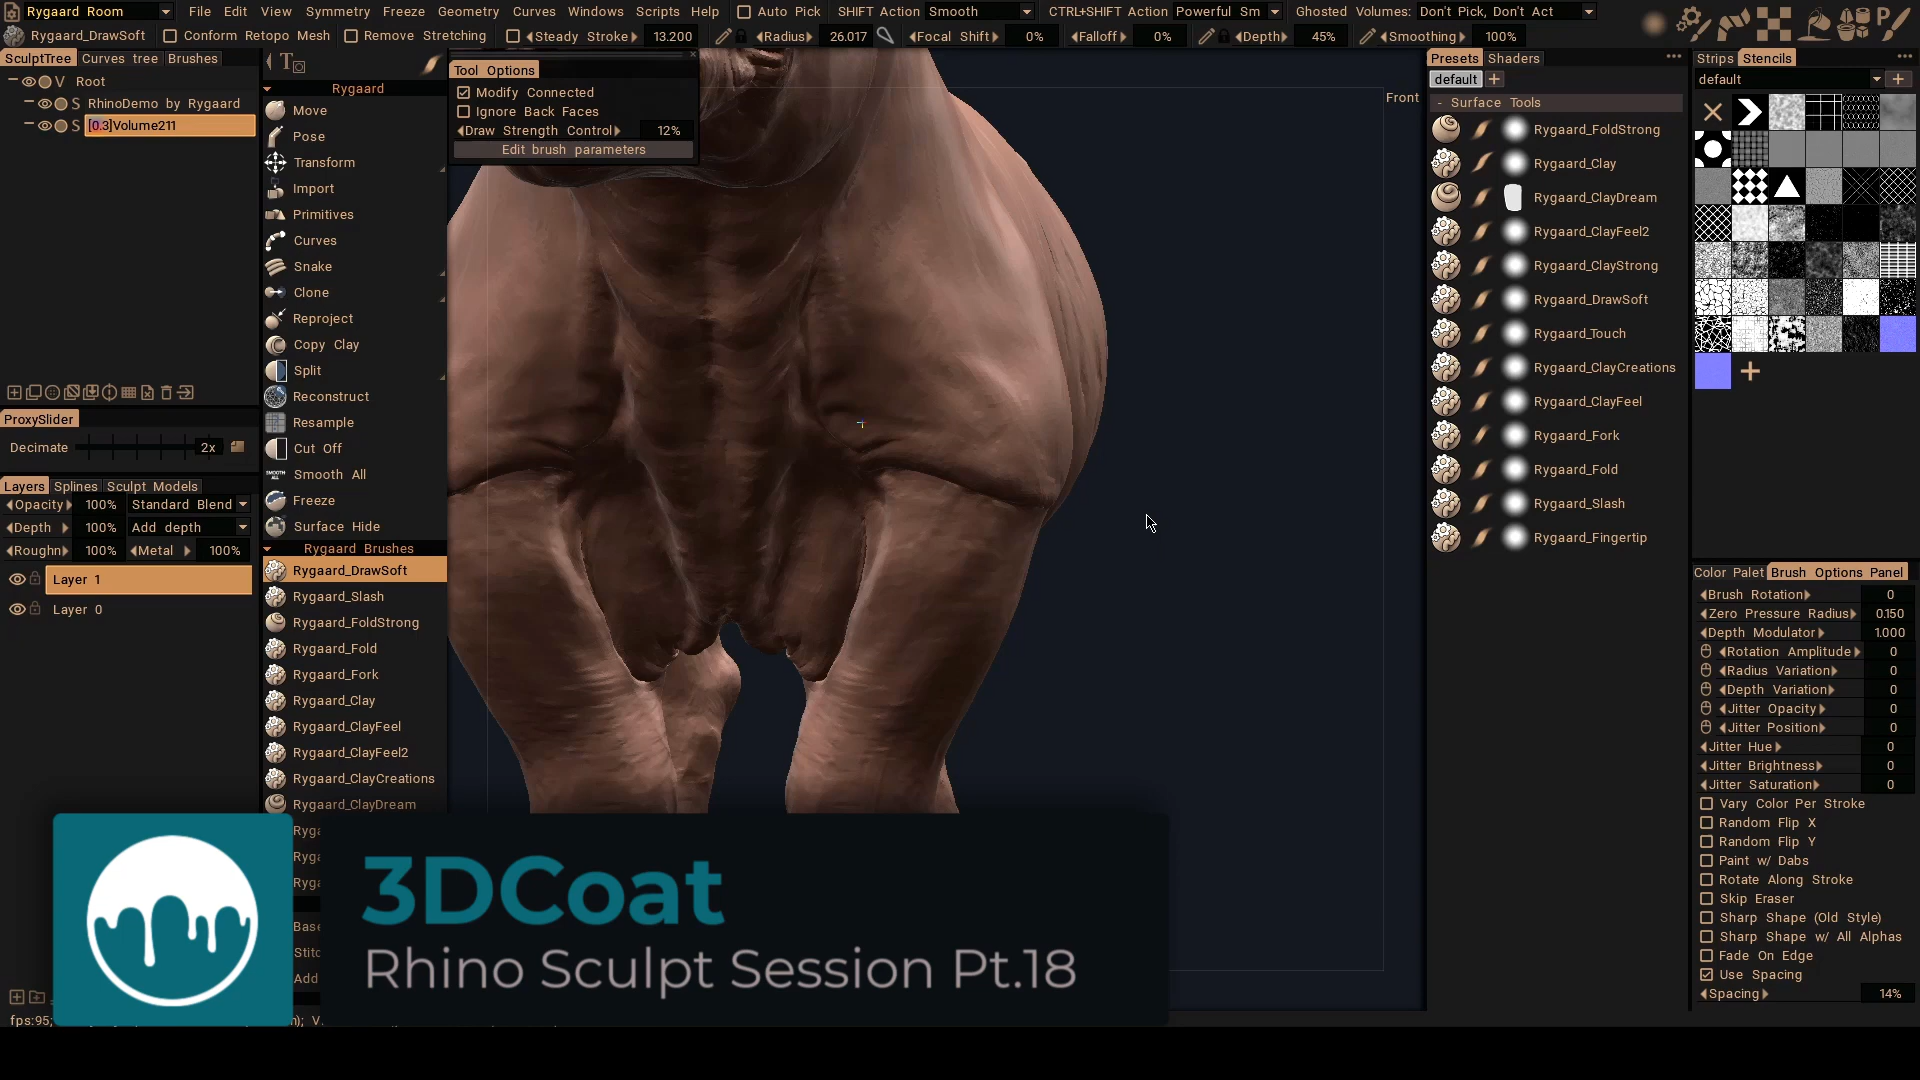 Rygaard Room File Edit View Symmetry Freeze Geometry Curves Windows Scripts Help Auto Pick SHIFT Action Smooth CTRL+SHIFT Action Powerful Sm Ghosted Volumes: Don't Pick, Don't Act
Rygaard_DrawSoft Conform Retopo Mesh Remove Stretching Steady Stroke 13.200 Radius 26.017 Focal Shift 0% Falloff 0% Depth 45% Smoothing 100%
SculptTree Curves tree Brushes
V Root
S RhinoDemo by Rygaard
S [0.3]Volume211
ProxySlider
Decimate 2x
Layers Splines Sculpt Models
Opacity 100% Standard Blend
Depth 100% Add depth
Roughn 100% Metal 100%
Layer 1
Layer 0
Rygaard
Move
Pose
Transform
Import
Primitives
Curves
Snake
Clone
Reproject
Copy Clay
Split
Reconstruct
Resample
Cut Off
SMOOTH ALL Smooth All
Freeze
Surface Hide
Rygaard Brushes
Rygaard_DrawSoft
Rygaard_Slash
Rygaard_FoldStrong
Rygaard_Fold
Rygaard_Fork
Rygaard_Clay
Rygaard_ClayFeel
Rygaard_ClayFeel2
Rygaard_ClayCreations
Rygaard_ClayDream
Ryga
Ryga
Ryga
Base
Stitc
Add
Tool Options
Modify Connected
Ignore Back Faces
Draw Strength Control 12%
Edit brush parameters
Front
Presets Shaders
default +
- Surface Tools
Rygaard_FoldStrong
Rygaard_Clay
Rygaard_ClayDream
Rygaard_ClayFeel2
Rygaard_ClayStrong
Rygaard_DrawSoft
Rygaard_Touch
Rygaard_ClayCreations
Rygaard_ClayFeel
Rygaard_Fork
Rygaard_Fold
Rygaard_Slash
Rygaard_Fingertip
Strips Stencils
default +
Color Palet Brush Options Panel
Brush Rotation 0
Zero Pressure Radius 0.150
Depth Modulator 1.000
Rotation Amplitude 0
Radius Variation 0
Depth Variation 0
Jitter Opacity 0
Jitter Position 0
Jitter Hue 0
Jitter Brightness 0
Jitter Saturation 0
Vary Color Per Stroke
Random Flip X
Random Flip Y
Paint w/ Dabs
Rotate Along Stroke
Skip Eraser
Sharp Shape (Old Style)
Sharp Shape w/ All Alphas
Fade On Edge
Use Spacing
Spacing 14%
3DCoat
Rhino Sculpt Session Pt.18
fps:95;